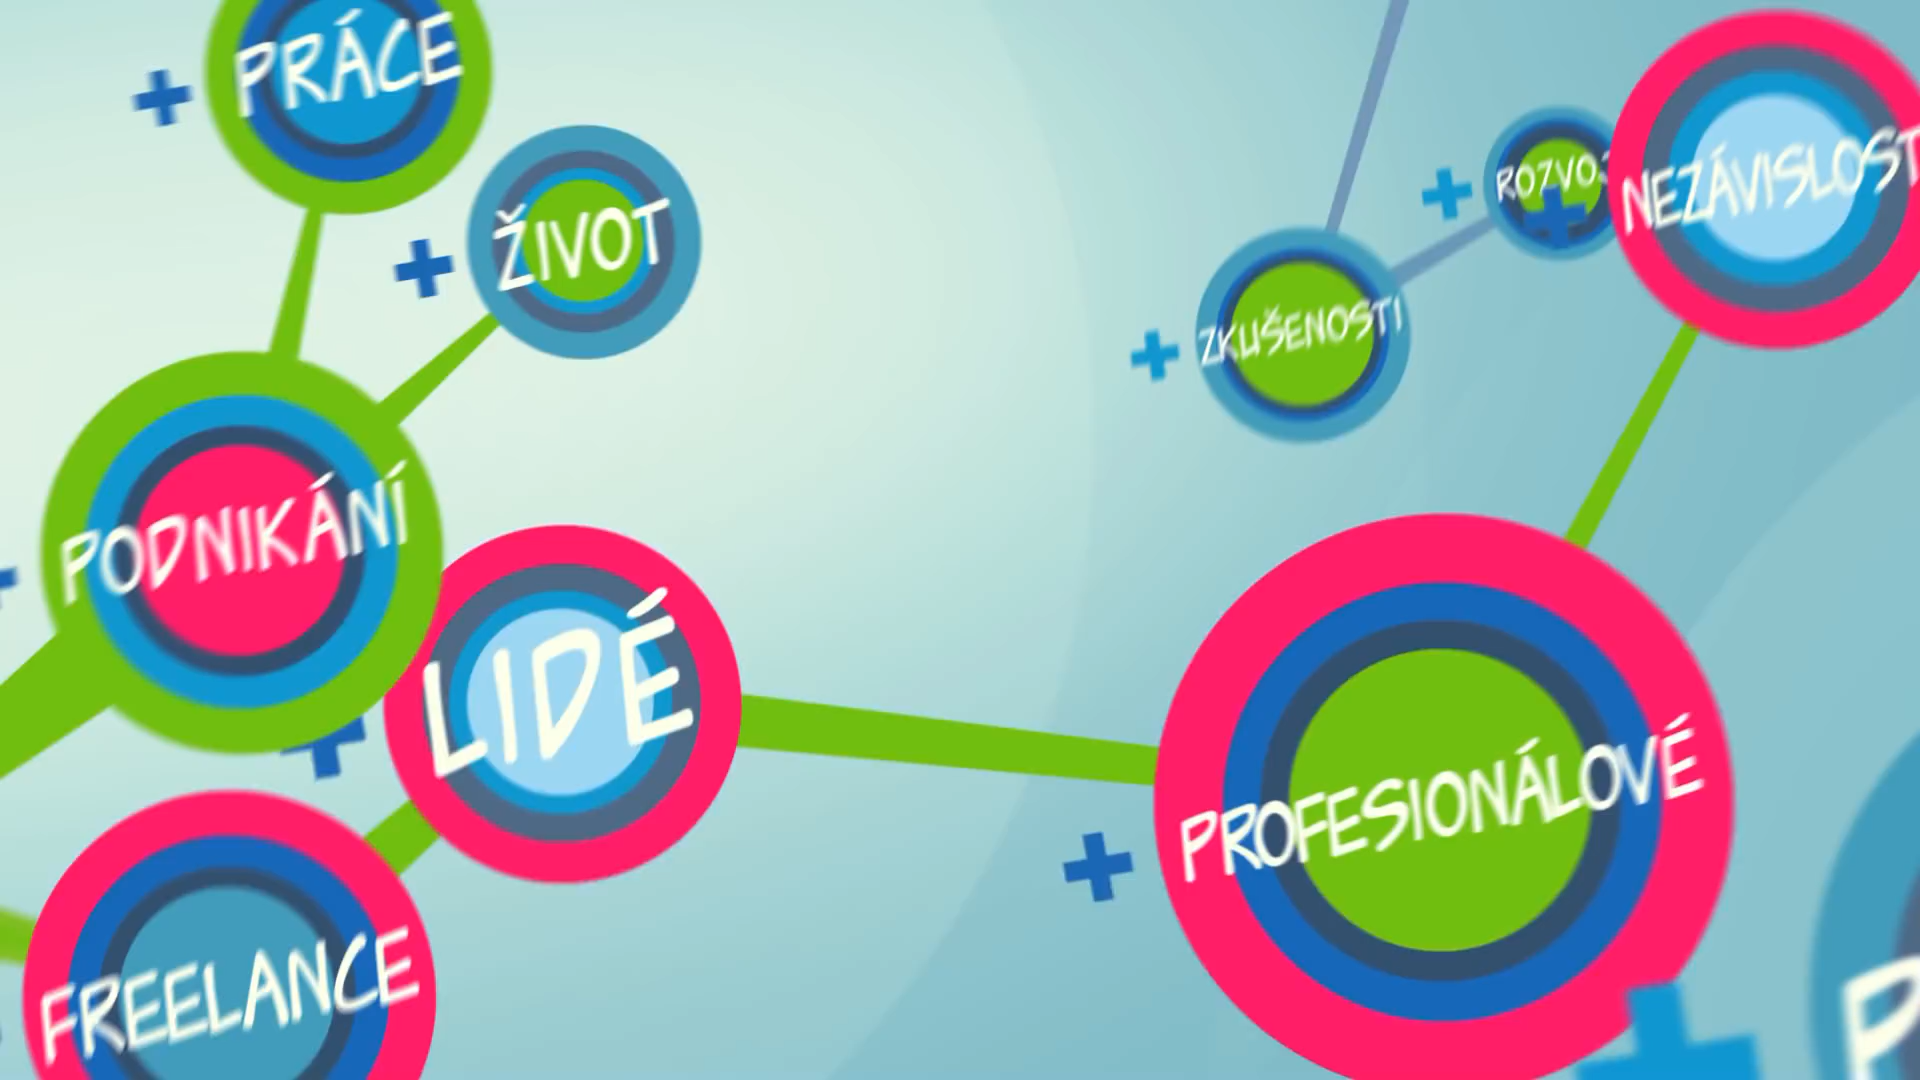 PRÁCE
ŽIVOT
NEZÁVISLOST
ZKUŠENOSTI
PODNIKÁNÍ
LIDÉ
PROFESIONÁLOVÉ
FREELANCE